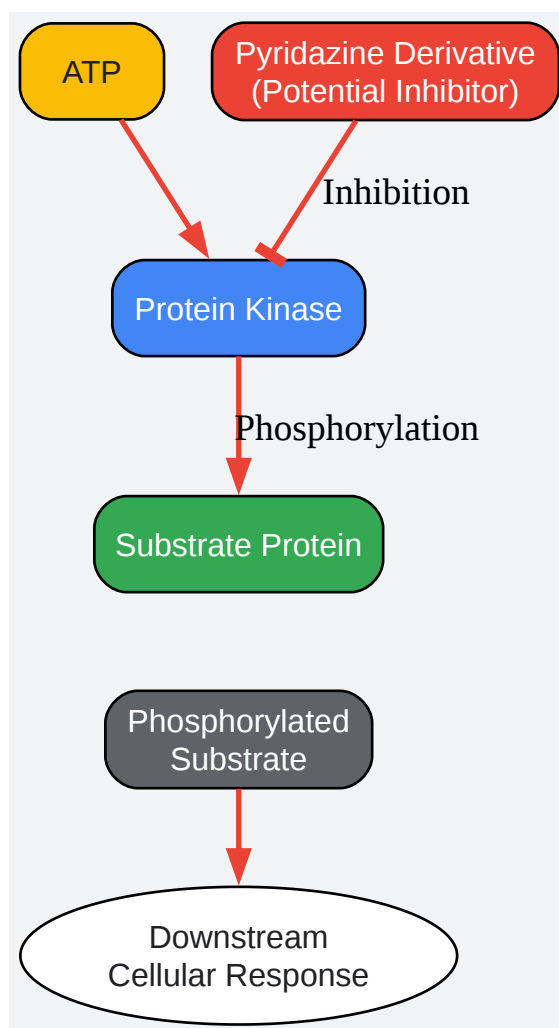 ATP
Pyridazine Derivative
(Potential Inhibitor)
Inhibition
Protein Kinase
Phosphorylation
Substrate Protein
Phosphorylated
Substrate
Downstream
Cellular Response